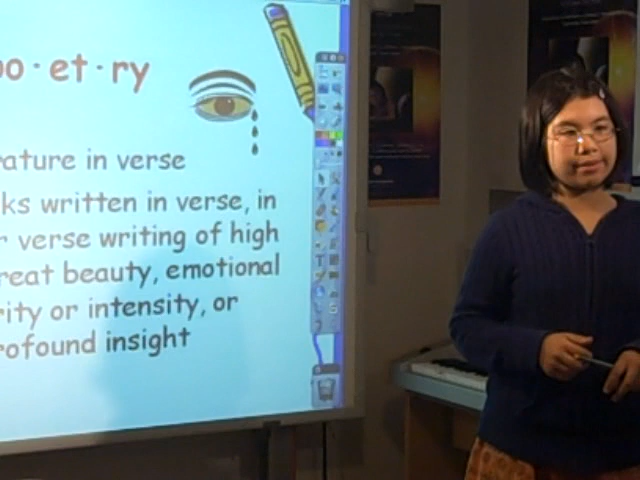 po·et·ry
rature in verse
ks written in verse, in
r verse writing of high
reat beauty, emotional
rity or intensity, or
rofound insight